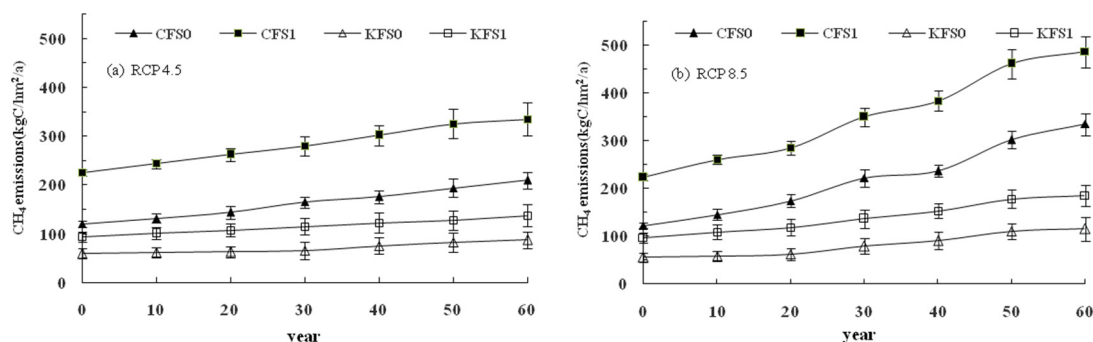 CFS0 CFS1 KFS0 KFS1
(a) RCP4.5
CH₄ emissions(kgC/hm²/a)
500
400
300
200
100
0
0 10 20 30 40 50 60
year
CFS0 CFS1 KFS0 KFS1
(b) RCP8.5
CH₄ emissions(kgC/hm²/a)
500
400
300
200
100
0
0 10 20 30 40 50 60
year